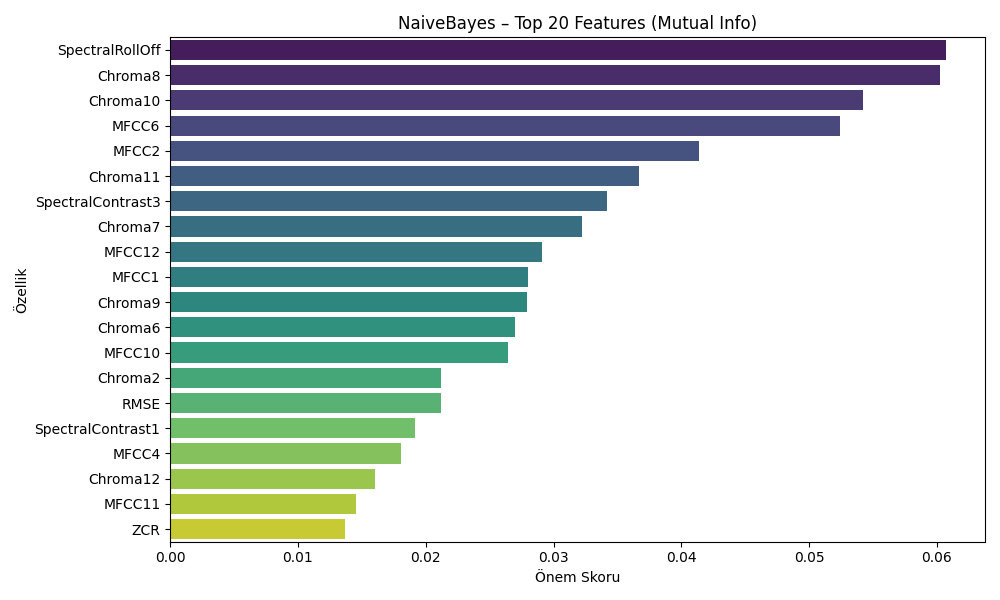 NaiveBayes – Top 20 Features (Mutual Info)
SpectralRollOff
Chroma8
Chroma10
MFCC6
MFCC2
Chroma11
SpectralContrast3
Chroma7
MFCC12
MFCC1
Chroma9
Chroma6
MFCC10
Chroma2
RMSE
SpectralContrast1
MFCC4
Chroma12
MFCC11
ZCR
Özellik
0.00 0.01 0.02 0.03 0.04 0.05 0.06
Önem Skoru